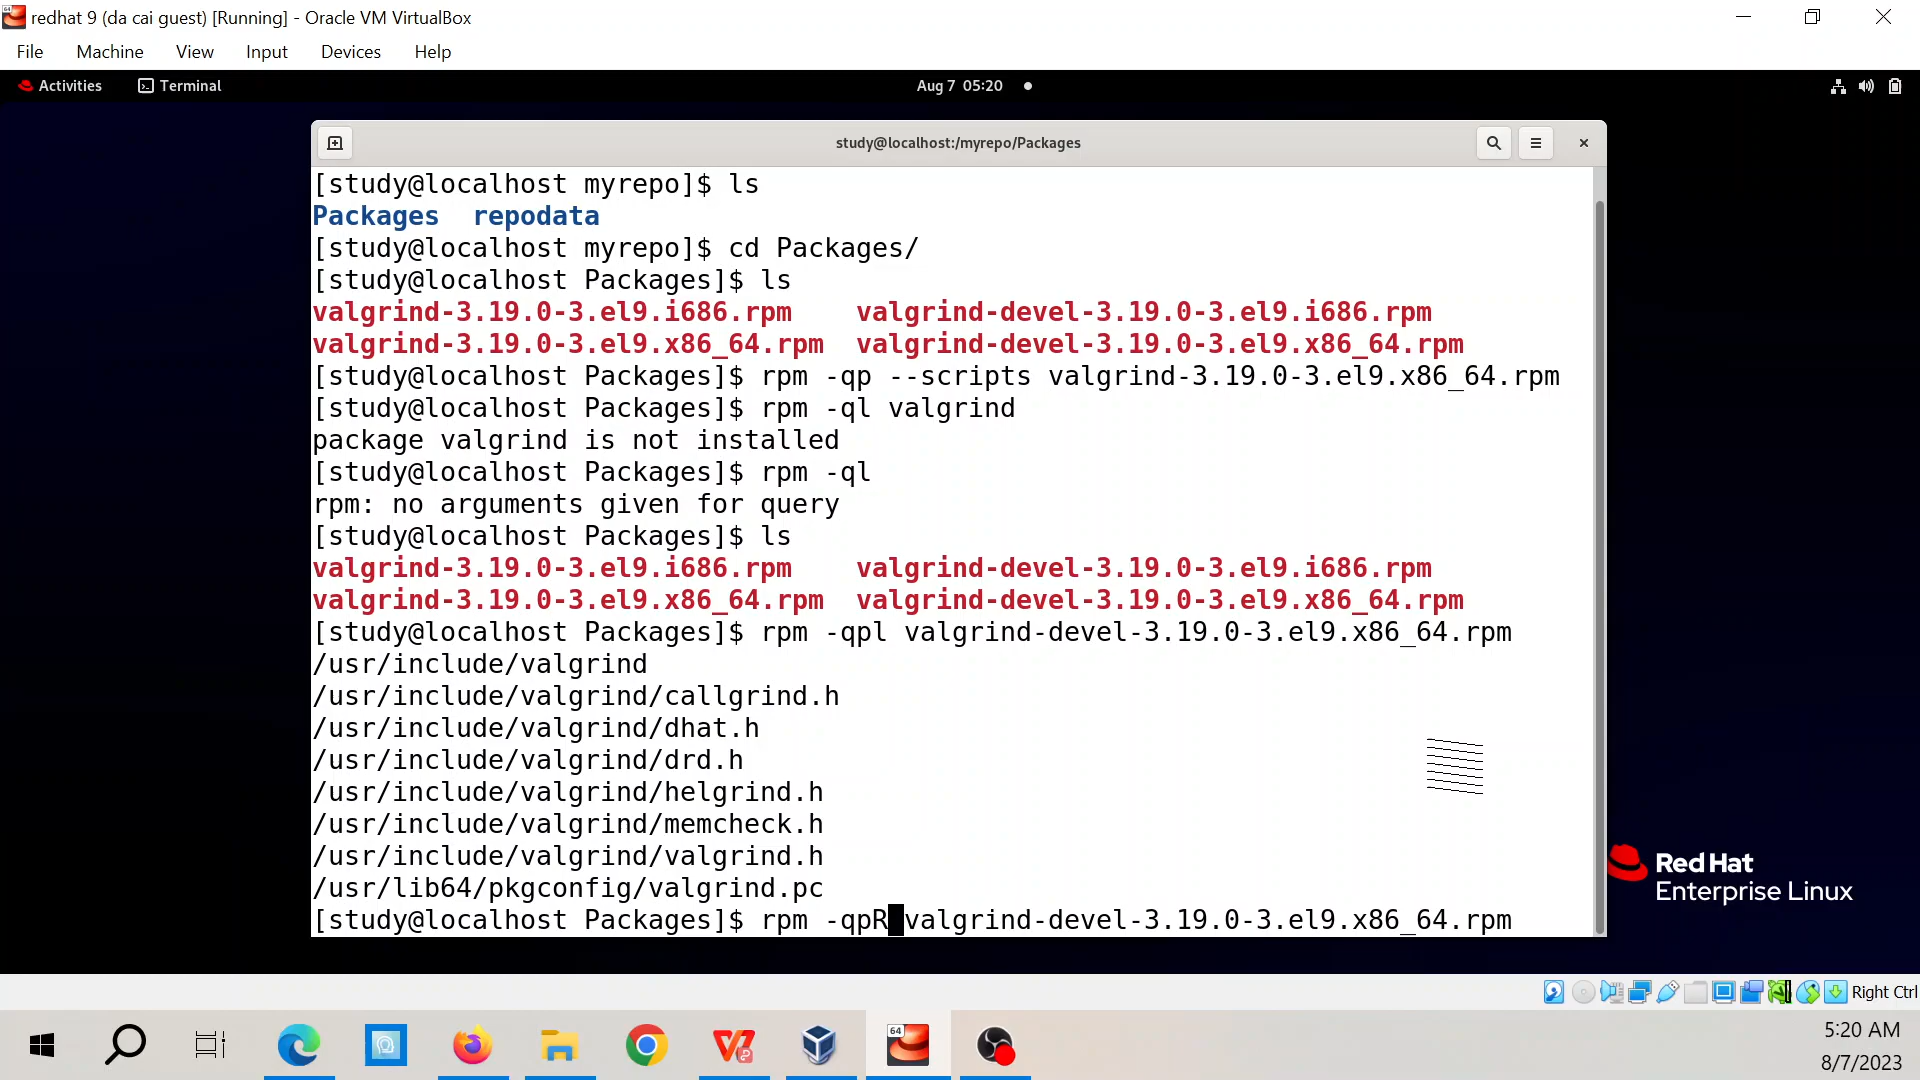 redhat 9 (da cai guest) [Running] - Oracle VM VirtualBox
File Machine View Input Devices Help
Activities Terminal Aug 7 05:20
study@localhost:/myrepo/Packages
[study@localhost myrepo]$ ls
Packages repodata
[study@localhost myrepo]$ cd Packages/
[study@localhost Packages]$ ls
valgrind-3.19.0-3.el9.i686.rpm valgrind-devel-3.19.0-3.el9.i686.rpm
valgrind-3.19.0-3.el9.x86_64.rpm valgrind-devel-3.19.0-3.el9.x86_64.rpm
[study@localhost Packages]$ rpm -qp --scripts valgrind-3.19.0-3.el9.x86_64.rpm
[study@localhost Packages]$ rpm -ql valgrind
package valgrind is not installed
[study@localhost Packages]$ rpm -ql
rpm: no arguments given for query
[study@localhost Packages]$ ls
valgrind-3.19.0-3.el9.i686.rpm valgrind-devel-3.19.0-3.el9.i686.rpm
valgrind-3.19.0-3.el9.x86_64.rpm valgrind-devel-3.19.0-3.el9.x86_64.rpm
[study@localhost Packages]$ rpm -qpl valgrind-devel-3.19.0-3.el9.x86_64.rpm
/usr/include/valgrind
/usr/include/valgrind/callgrind.h
/usr/include/valgrind/dhat.h
/usr/include/valgrind/drd.h
/usr/include/valgrind/helgrind.h
/usr/include/valgrind/memcheck.h
/usr/include/valgrind/valgrind.h
/usr/lib64/pkgconfig/valgrind.pc
[study@localhost Packages]$ rpm -qpR valgrind-devel-3.19.0-3.el9.x86_64.rpm
Red Hat
Enterprise Linux
Right Ctrl
64
5:20 AM
8/7/2023